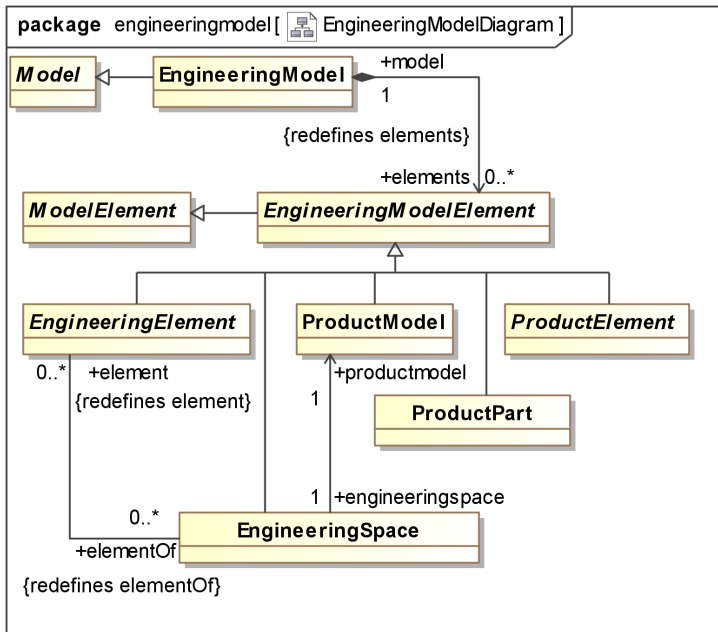 package engineeringmodel[ EngineeringModelDiagram ]
+model
Model
EngineeringModel
1
{redefines elements}
+elements 0..*
ModelElement
EngineeringModelElement
EngineeringElement
ProductModel
ProductElement
0..* +element
+productmodel
{redefines element}
1
ProductPart
1 +engineeringspace
0..*
EngineeringSpace
+elementOf
{redefines elementOf}